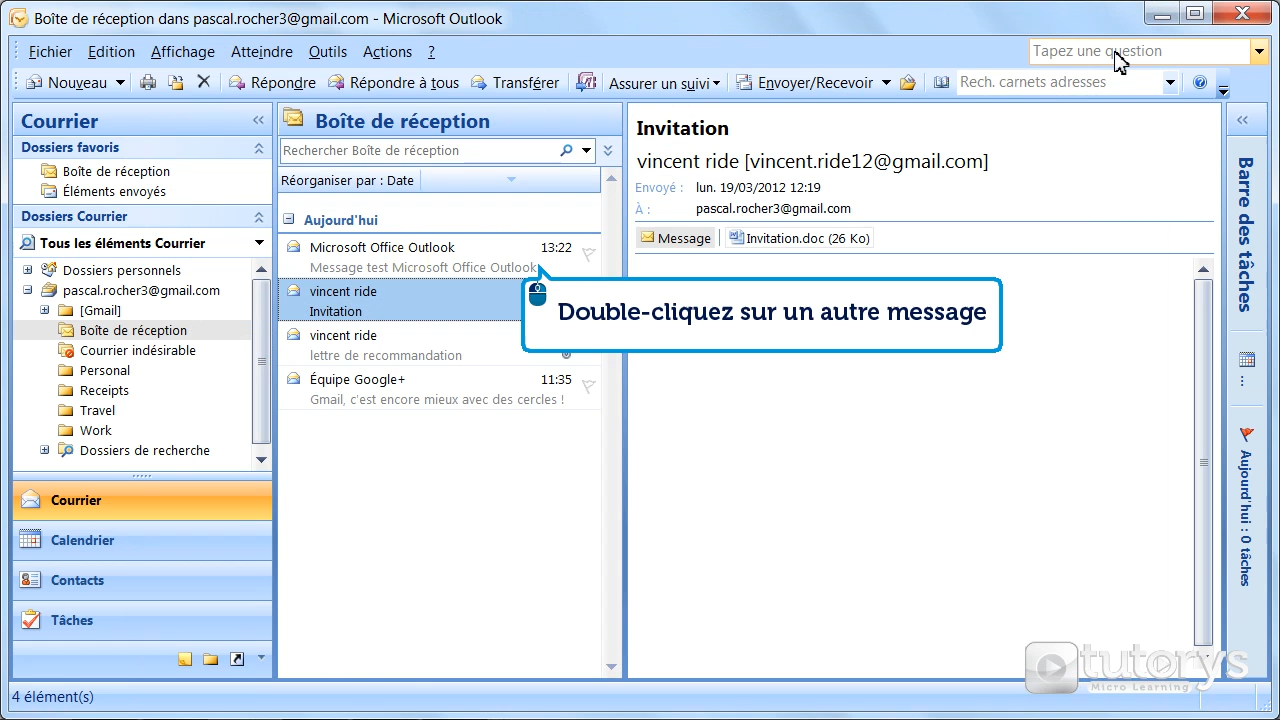 Boîte de réception dans pascal.rocher3@gmail.com - Microsoft Outlook
Fichier Edition Affichage Atteindre Outils Actions ? Tapez une question
Nouveau Répondre Répondre à tous Transférer Assurer un suivi Envoyer/Recevoir Rech. carnets adresses
Courrier
Dossiers favoris
Boîte de réception
Éléments envoyés
Dossiers Courrier
Tous les éléments Courrier
Dossiers personnels
pascal.rocher3@gmail.com
[Gmail]
Boîte de réception
Courrier indésirable
Personal
Receipts
Travel
Work
Dossiers de recherche
Courrier
Calendrier
Contacts
Tâches
4 élément(s)
Boîte de réception
Rechercher Boîte de réception
Réorganiser par : Date
Aujourd'hui
Microsoft Office Outlook 13:22
Message test Microsoft Office Outlook
vincent ride
Invitation
vincent ride
lettre de recommandation
Équipe Google+ 11:35
Gmail, c'est encore mieux avec des cercles !
Double-cliquez sur un autre message
Invitation
vincent ride [vincent.ride12@gmail.com]
Envoyé : lun. 19/03/2012 12:19
À : pascal.rocher3@gmail.com
Message Invitation.doc (26 Ko)
Barre des tâches
...
Aujourd'hui : 0 tâches
tutorys
Micro Learning